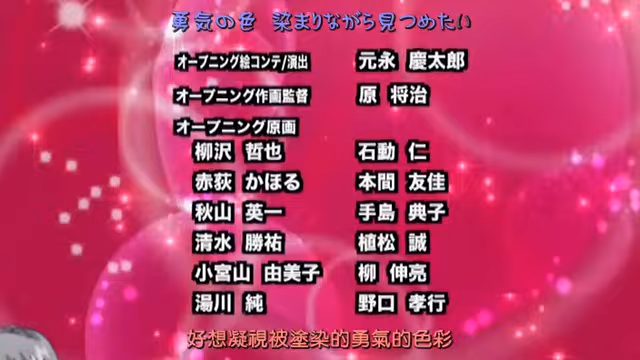 勇気の色 染まりながら見つめたい
オープニング絵コンテ/演出 元永 慶太郎
オープニング作画監督 原 将治
オープニング原画
柳沢 哲也 石動 仁
赤荻 かほる 本間 友佳
秋山 英一 手島 典子
清水 勝祐 植松 誠
小宮山 由美子 柳 伸亮
湯川 純 野口 孝行
好想凝視被塗染的勇氣的色彩